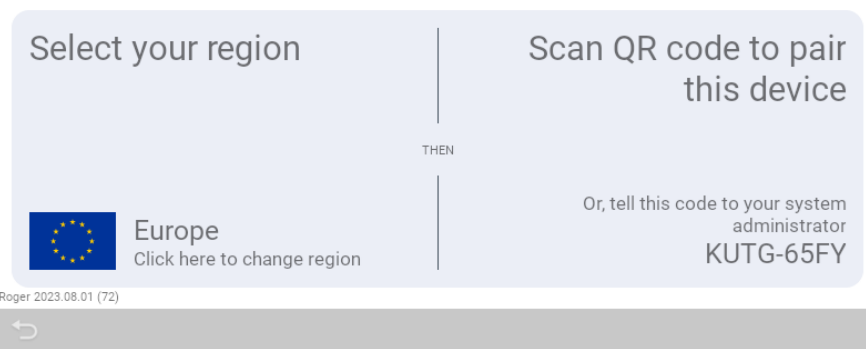 Select your region
Scan QR code to pair
this device
THEN
Europe
Click here to change region
Or, tell this code to your system
administrator
KUTG-65FY
Roger 2023.08.01 (72)